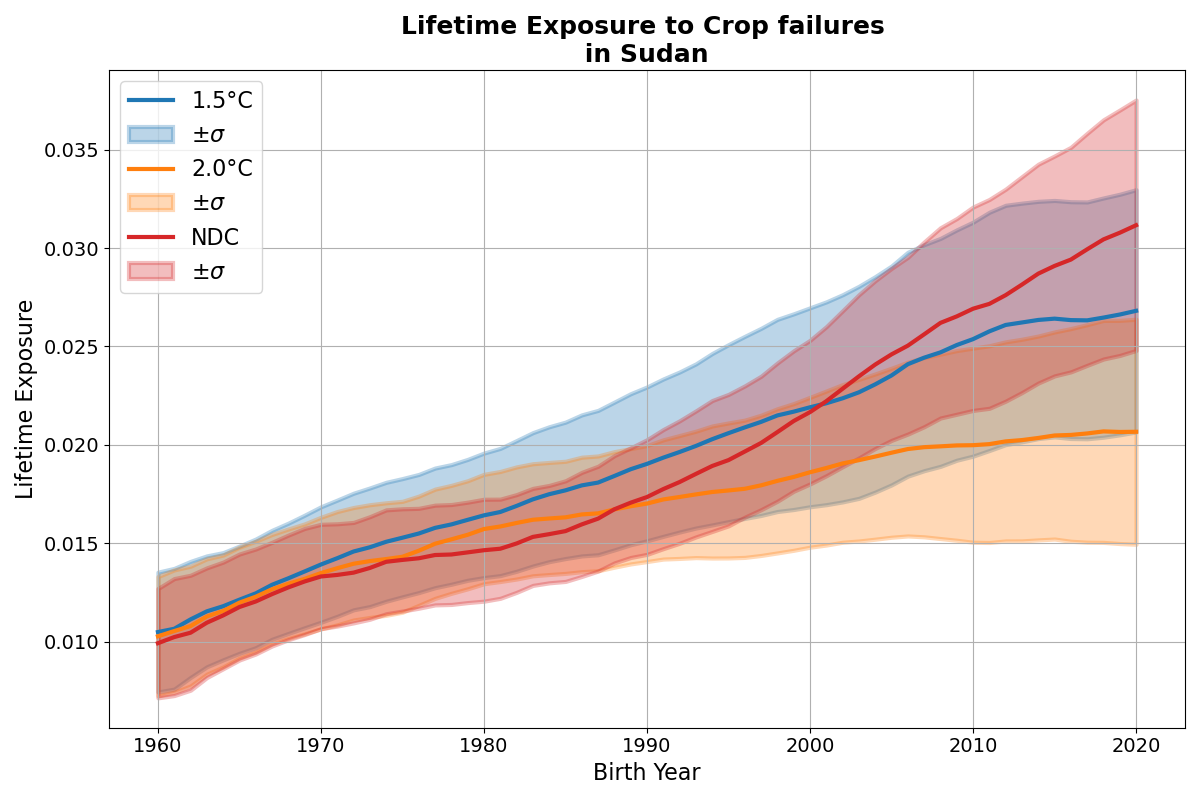 Lifetime Exposure to Crop failures
in Sudan
1.5°C
±σ
2.0°C
±σ
NDC
±σ
0.035
0.030
0.025
0.020
0.015
0.010
Lifetime Exposure
1960 1970 1980 1990 2000 2010 2020
Birth Year